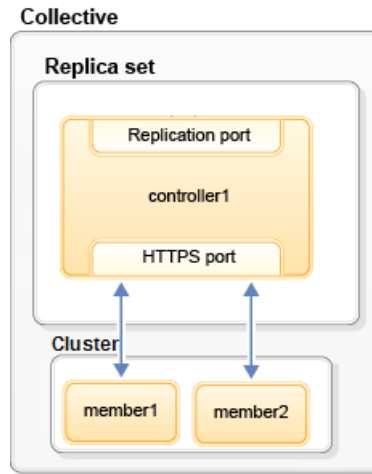 Collective
Replica set
Replication port
controller1
HTTPS port
Cluster
member1
member2